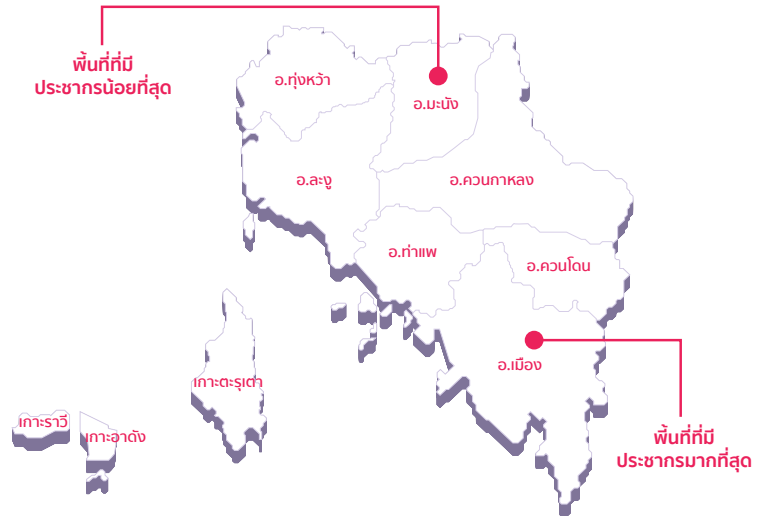 พื้นที่ที่มี
ประชากรน้อยที่สุด
อ.ทุ่งหว้า
อ.มะนัง
อ.ละงู
อ.ควนกาหลง
อ.ท่าแพ
อ.ควนโดน
อ.เมือง
เกาะตะรุเตา
เกาะราวี
เกาะอาดัง
พื้นที่ที่มี
ประชากรมากที่สุด